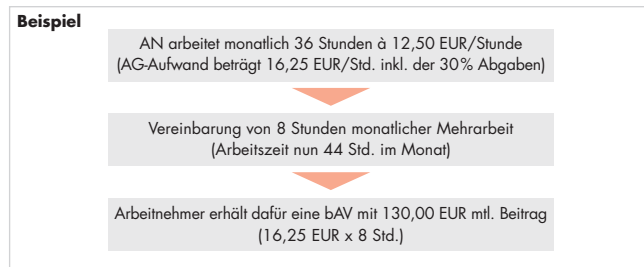 Beispiel
AN arbeitet monatlich 36 Stunden à 12,50 EUR/Stunde
(AG-Aufwand beträgt 16,25 EUR/Std. inkl. der 30% Abgaben)
Vereinbarung von 8 Stunden monatlicher Mehrarbeit
(Arbeitszeit nun 44 Std. im Monat)
Arbeitnehmer erhält dafür eine bAV mit 130,00 EUR mtl. Beitrag
(16,25 EUR x 8 Std.)